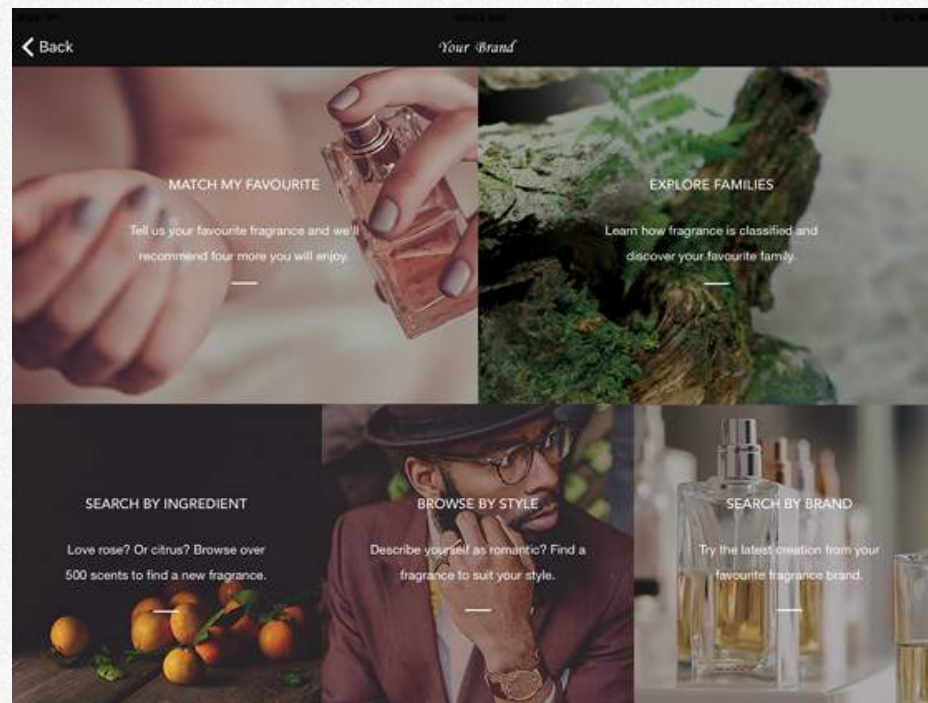 Back
Your Brand
MATCH MY FAVOURITE
Tell us your favourite fragrance and we'll
recommend four more you will enjoy.
EXPLORE FAMILIES
Learn how fragrance is classified and
discover your favourite family.
SEARCH BY INGREDIENT
Love rose? Or citrus? Browse over
500 scents to find a new fragrance.
BROWSE BY STYLE
Describe yourself as romantic? Find a
fragrance to suit your style.
SEARCH BY BRAND
Try the latest creation from your
favourite fragrance brand.